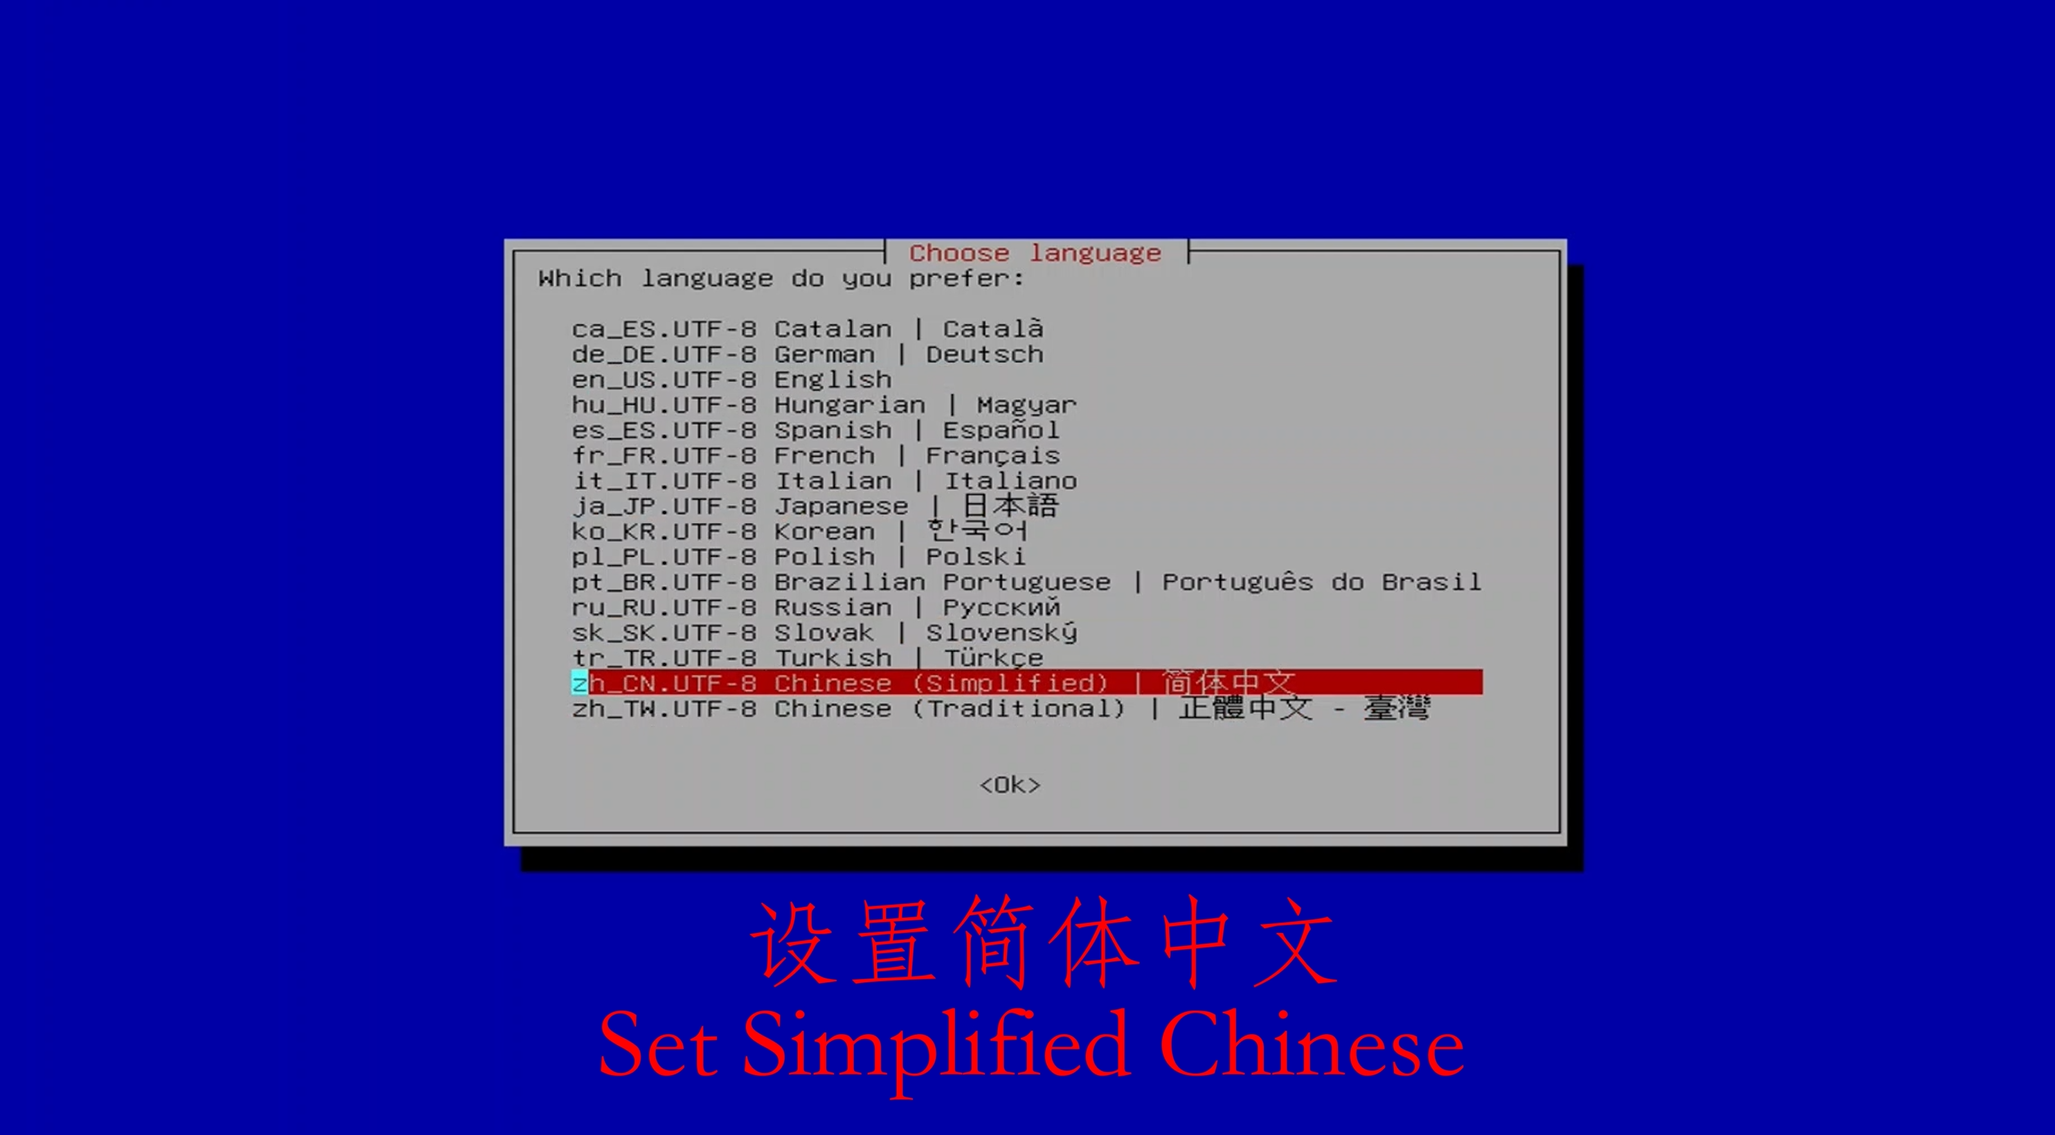 Choose language
Which language do you prefer:
ca_ES.UTF-8 Catalan | Català
de_DE.UTF-8 German | Deutsch
en_US.UTF-8 English
hu_HU.UTF-8 Hungarian | Magyar
es_ES.UTF-8 Spanish | Español
fr_FR.UTF-8 French | Français
it_IT.UTF-8 Italian | Italiano
ja_JP.UTF-8 Japanese | 日本語
ko_KR.UTF-8 Korean | 한국어
pl_PL.UTF-8 Polish | Polski
pt_BR.UTF-8 Brazilian Portuguese | Português do Brasil
ru_RU.UTF-8 Russian | Русский
sk_SK.UTF-8 Slovak | Slovenský
tr_TR.UTF-8 Turkish | Türkçe
zh_CN.UTF-8 Chinese (Simplified) | 简体中文
zh_TW.UTF-8 Chinese (Traditional) | 正體中文 - 臺灣
<Ok>
设置简体中文
Set Simplified Chinese